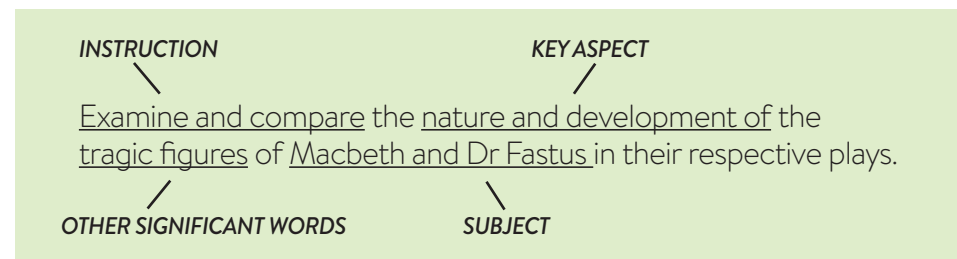 INSTRUCTION KEY ASPECT
Examine and compare the nature and development of the
tragic figures of Macbeth and Dr Fastus in their respective plays.
OTHER SIGNIFICANT WORDS SUBJECT